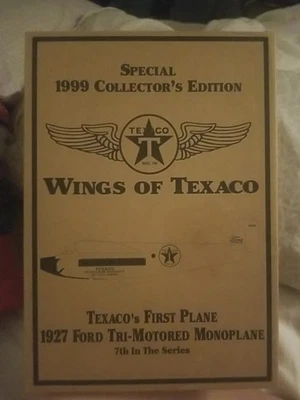 Special
1999 Collector's Edition
TEXACO
T
Wings of Texaco
Texaco's First Plane
1927 Ford Tri-Motored Monoplane
7th In The Series